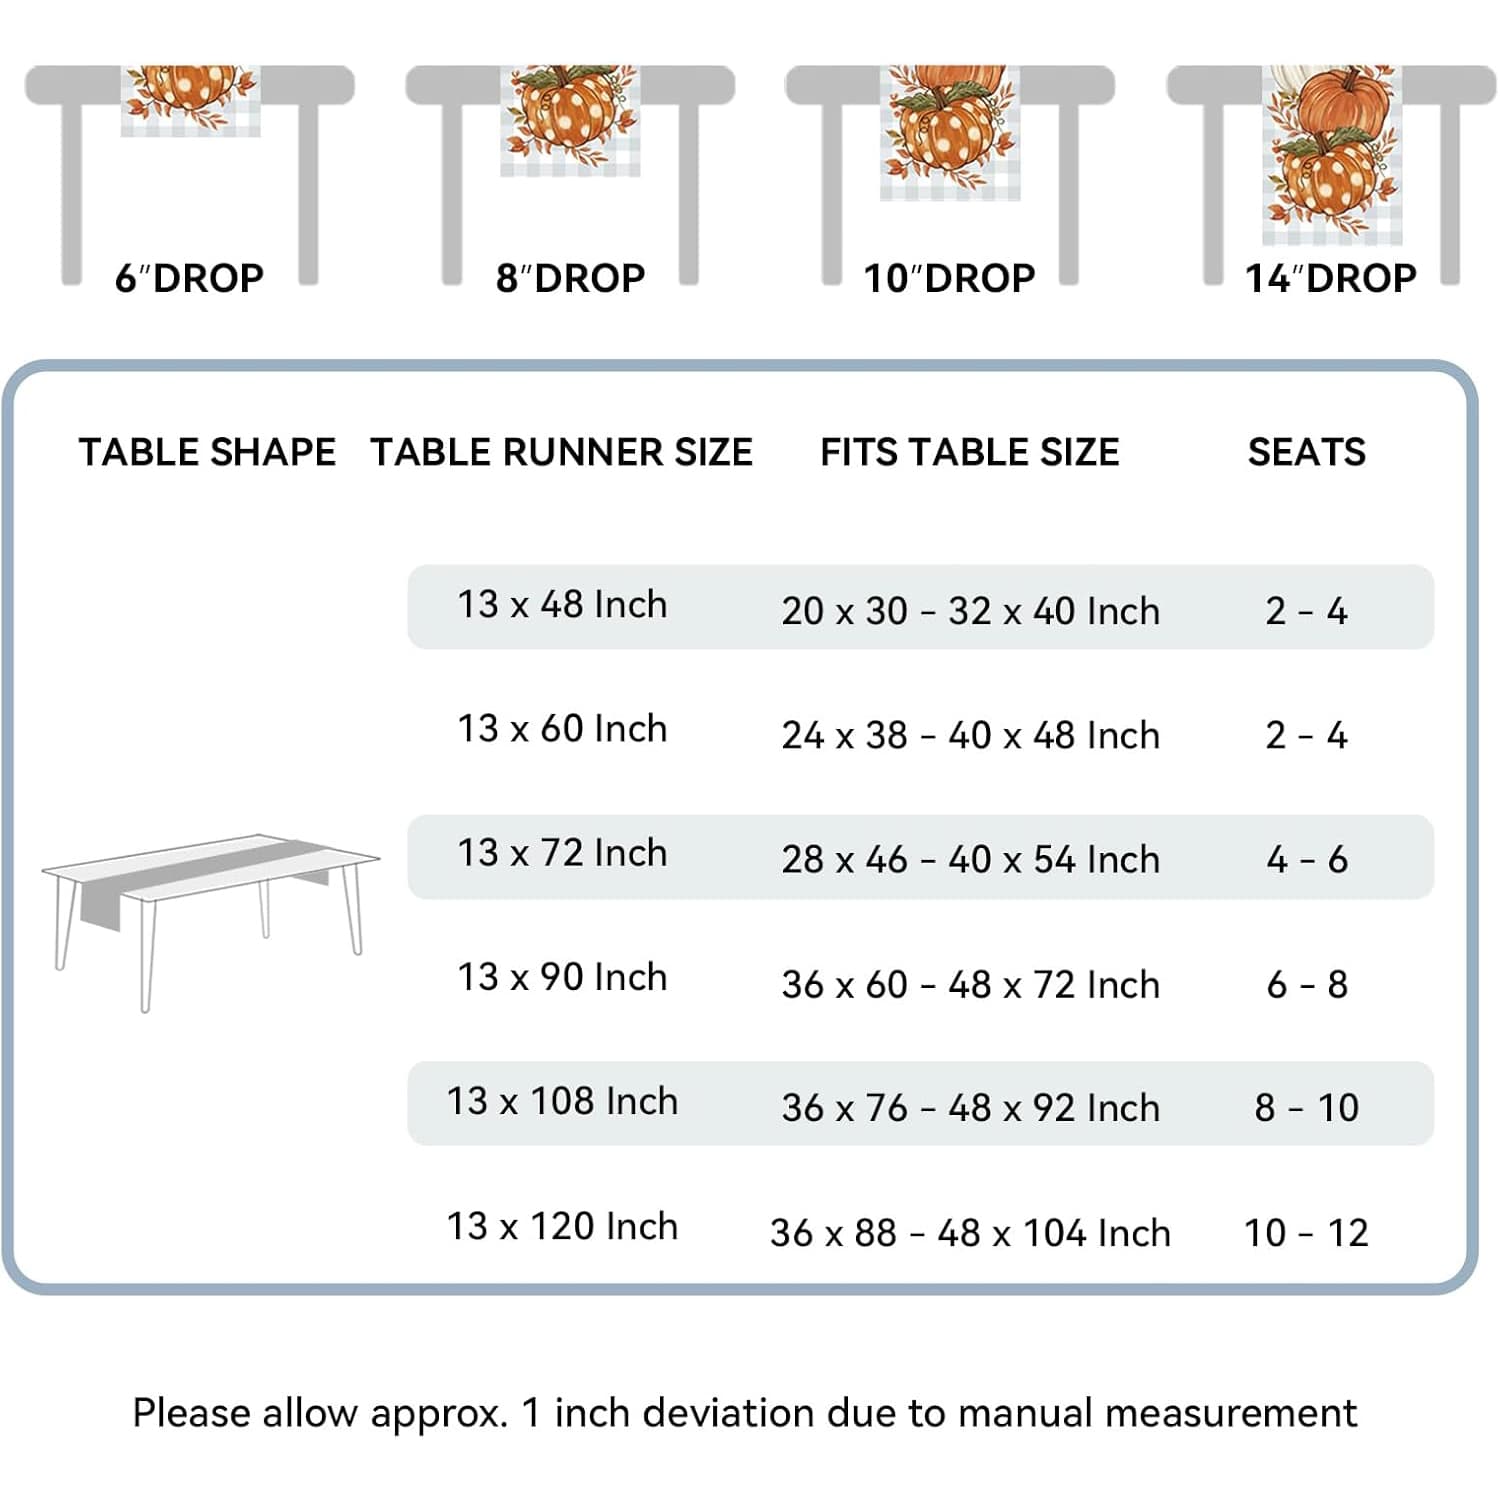 6″DROP 8″DROP 10″DROP 14″DROP
TABLE SHAPE TABLE RUNNER SIZE FITS TABLE SIZE SEATS
13 x 48 Inch 20 x 30 - 32 x 40 Inch 2 - 4
13 x 60 Inch 24 x 38 - 40 x 48 Inch 2 - 4
13 x 72 Inch 28 x 46 - 40 x 54 Inch 4 - 6
13 x 90 Inch 36 x 60 - 48 x 72 Inch 6 - 8
13 x 108 Inch 36 x 76 - 48 x 92 Inch 8 - 10
13 x 120 Inch 36 x 88 - 48 x 104 Inch 10 - 12
Please allow approx. 1 inch deviation due to manual measurement